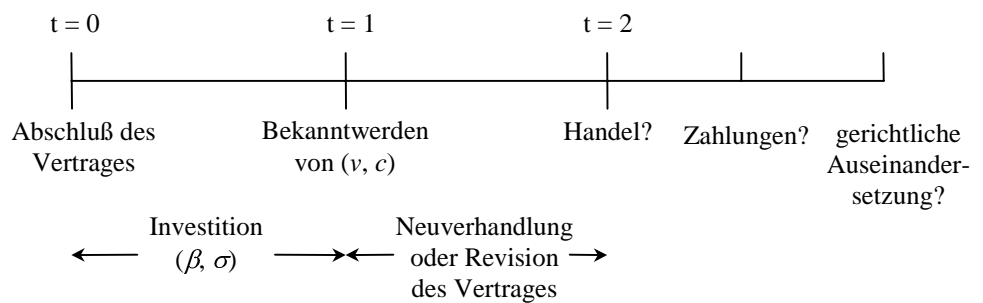 t = 0
t = 1
t = 2
Abschluß des
Vertrages
Bekanntwerden
von (v, c)
Handel?
Zahlungen?
gerichtliche
Auseinander-
setzung?
Investition
(β, σ)
Neuverhandlung
oder Revision
des Vertrages